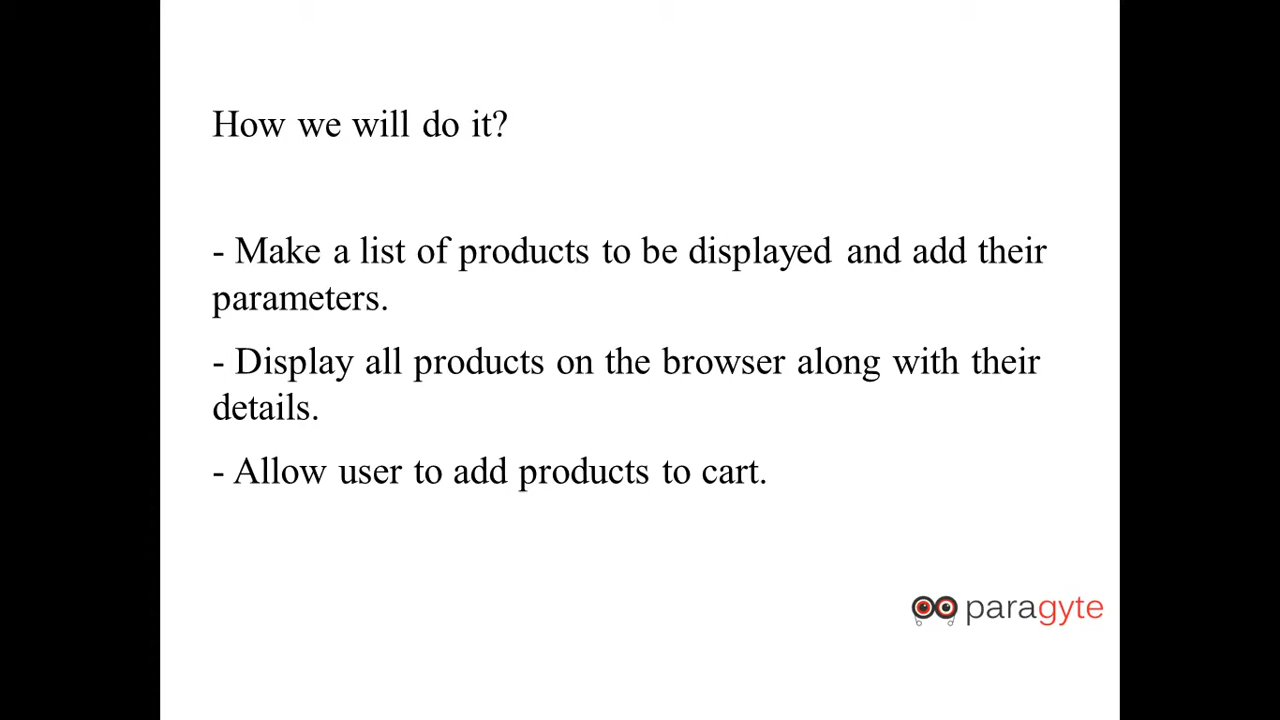 How we will do it?
- Make a list of products to be displayed and add their
parameters.
- Display all products on the browser along with their
details.
- Allow user to add products to cart.
paragyte